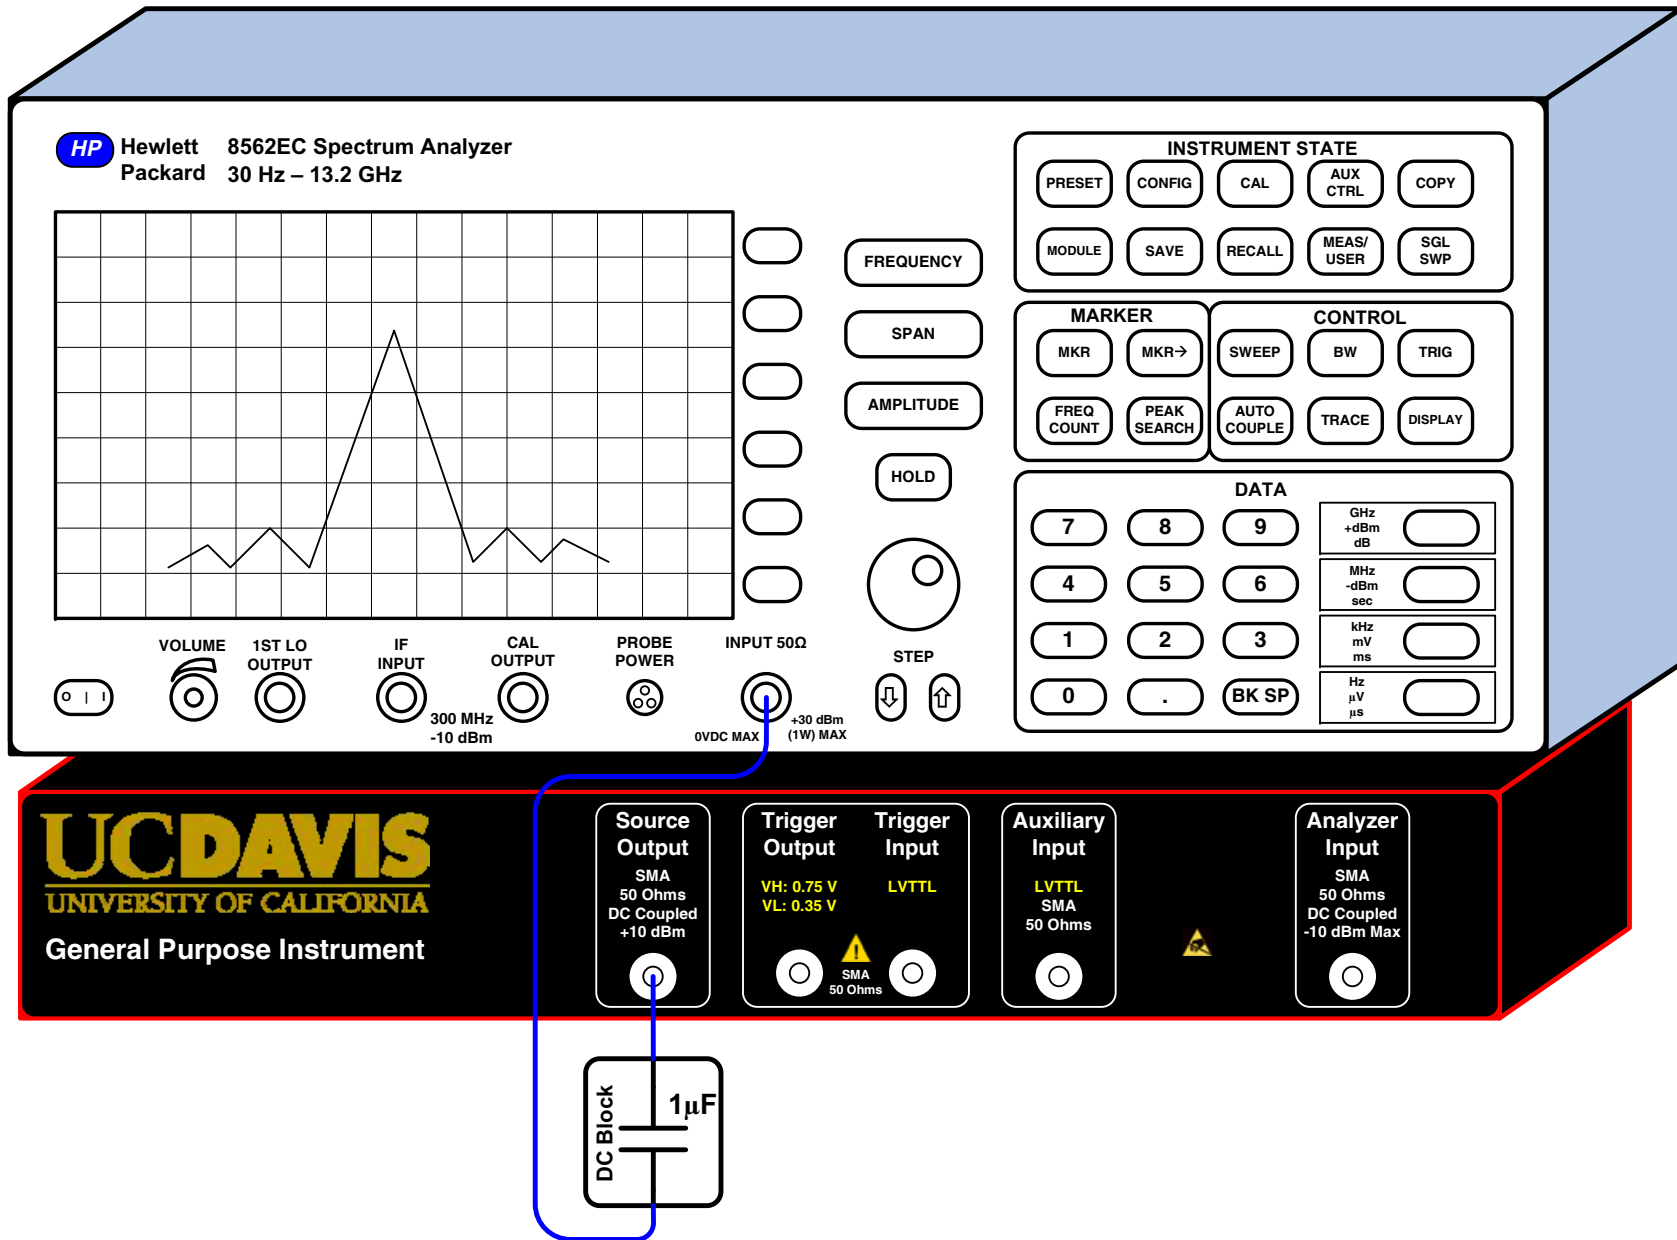 HP
Hewlett
Packard
8562EC Spectrum Analyzer
30 Hz – 13.2 GHz
FREQUENCY
SPAN
AMPLITUDE
HOLD
STEP
INSTRUMENT STATE
PRESET
CONFIG
CAL
AUX
CTRL
COPY
MODULE
SAVE
RECALL
MEAS/
USER
SGL
SWP
MARKER
MKR
MKR→
FREQ
COUNT
PEAK
SEARCH
CONTROL
SWEEP
BW
TRIG
AUTO
COUPLE
TRACE
DISPLAY
DATA
7
8
9
GHz
+dBm
dB
4
5
6
MHz
-dBm
sec
1
2
3
kHz
mV
ms
0
.
BK SP
Hz
µV
µs
O | I
VOLUME
1ST LO
OUTPUT
IF
INPUT
300 MHz
-10 dBm
CAL
OUTPUT
PROBE
POWER
INPUT 50Ω
0VDC MAX
+30 dBm
(1W) MAX
UCDAVIS
UNIVERSITY OF CALIFORNIA
General Purpose Instrument
Source
Output
SMA
50 Ohms
DC Coupled
+10 dBm
Trigger
Output
VH: 0.75 V
VL: 0.35 V
Trigger
Input
LVTTL
SMA
50 Ohms
Auxiliary
Input
LVTTL
SMA
50 Ohms
Analyzer
Input
SMA
50 Ohms
DC Coupled
-10 dBm Max
DC Block
1µF